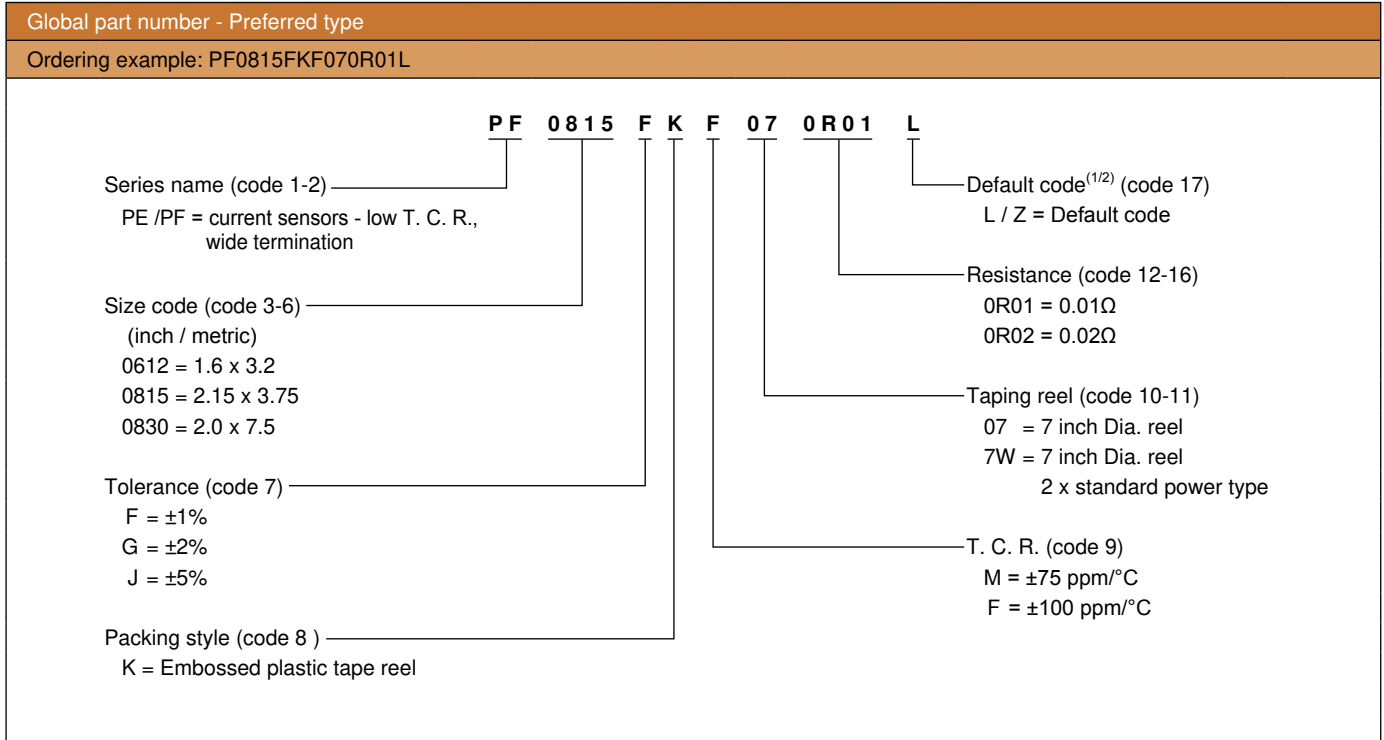 Global part number - Preferred type
Ordering example: PF0815FKF070R01L
PF 0815 F K F 07 0R01 L
Series name (code 1-2)
PE /PF = current sensors - low T. C. R.,
wide termination
Size code (code 3-6)
(inch / metric)
0612 = 1.6 x 3.2
0815 = 2.15 x 3.75
0830 = 2.0 x 7.5
Tolerance (code 7)
F = ±1%
G = ±2%
J = ±5%
Packing style (code 8 )
K = Embossed plastic tape reel
Default code(1/2) (code 17)
L / Z = Default code
Resistance (code 12-16)
0R01 = 0.01Ω
0R02 = 0.02Ω
Taping reel (code 10-11)
07 = 7 inch Dia. reel
7W = 7 inch Dia. reel
2 x standard power type
T. C. R. (code 9)
M = ±75 ppm/°C
F = ±100 ppm/°C